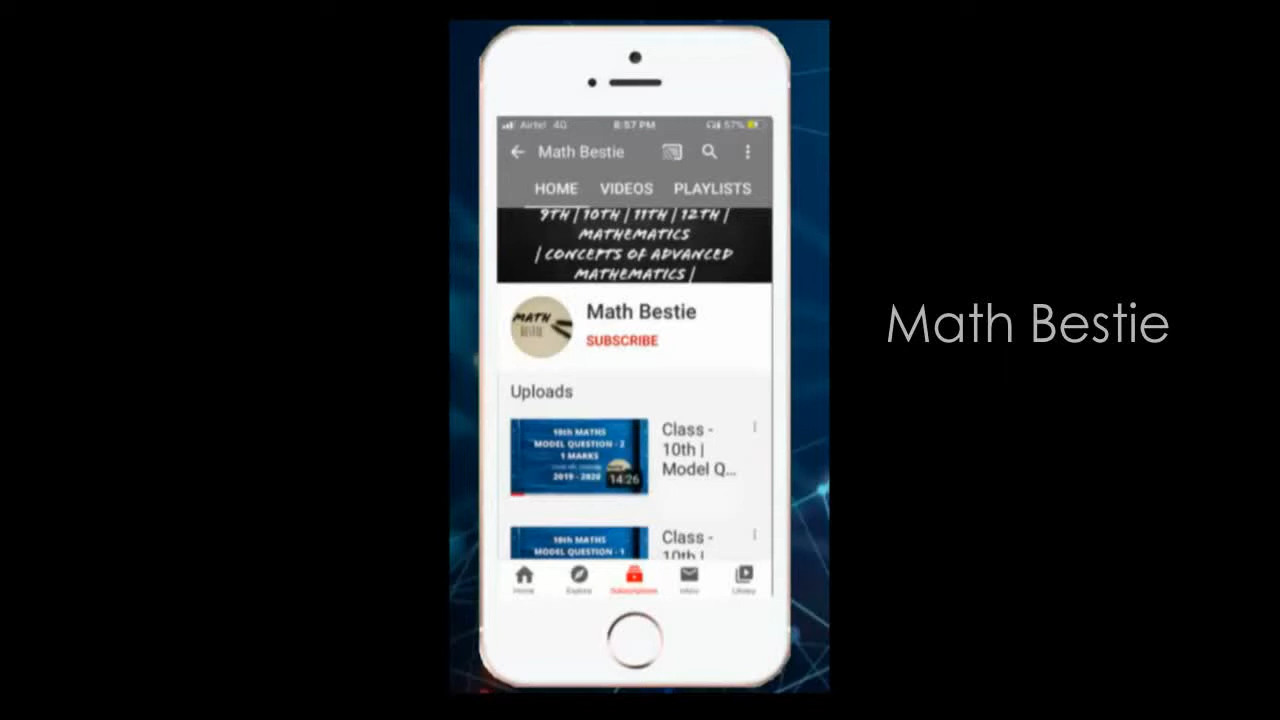 Airtel 4G 8:57 PM 57%
Math Bestie
HOME VIDEOS PLAYLISTS
9TH | 10TH | 11TH | 12TH |
MATHEMATICS
| CONCEPTS OF ADVANCED
MATHEMATICS |
MATH
BESTIE
Math Bestie
SUBSCRIBE
Uploads
10th MATHS
MODEL QUESTION - 2
1 MARKS
2019 - 2020
14:26
Class -
10th |
Model Q...
10th MATHS
MODEL QUESTION - 1
Class -
10th |
Home Explore Subscriptions Inbox Library
Math Bestie